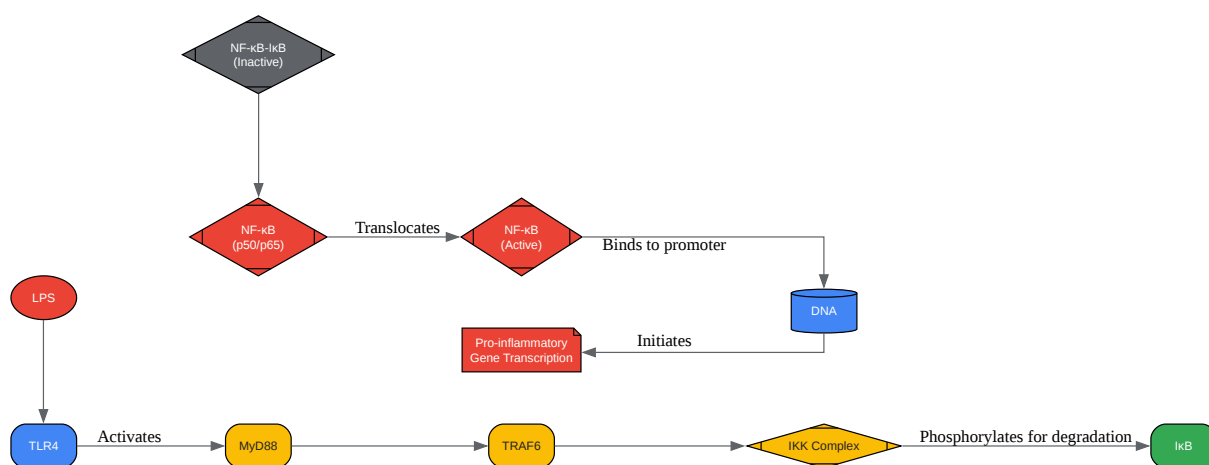 NF-κB-IκB
(Inactive)
NF-κB
(p50/p65)
Translocates
NF-κB
(Active)
Binds to promoter
LPS
DNA
Pro-inflammatory
Gene Transcription
Initiates
TLR4
Activates
MyD88
TRAF6
IKK Complex
Phosphorylates for degradation
IκB